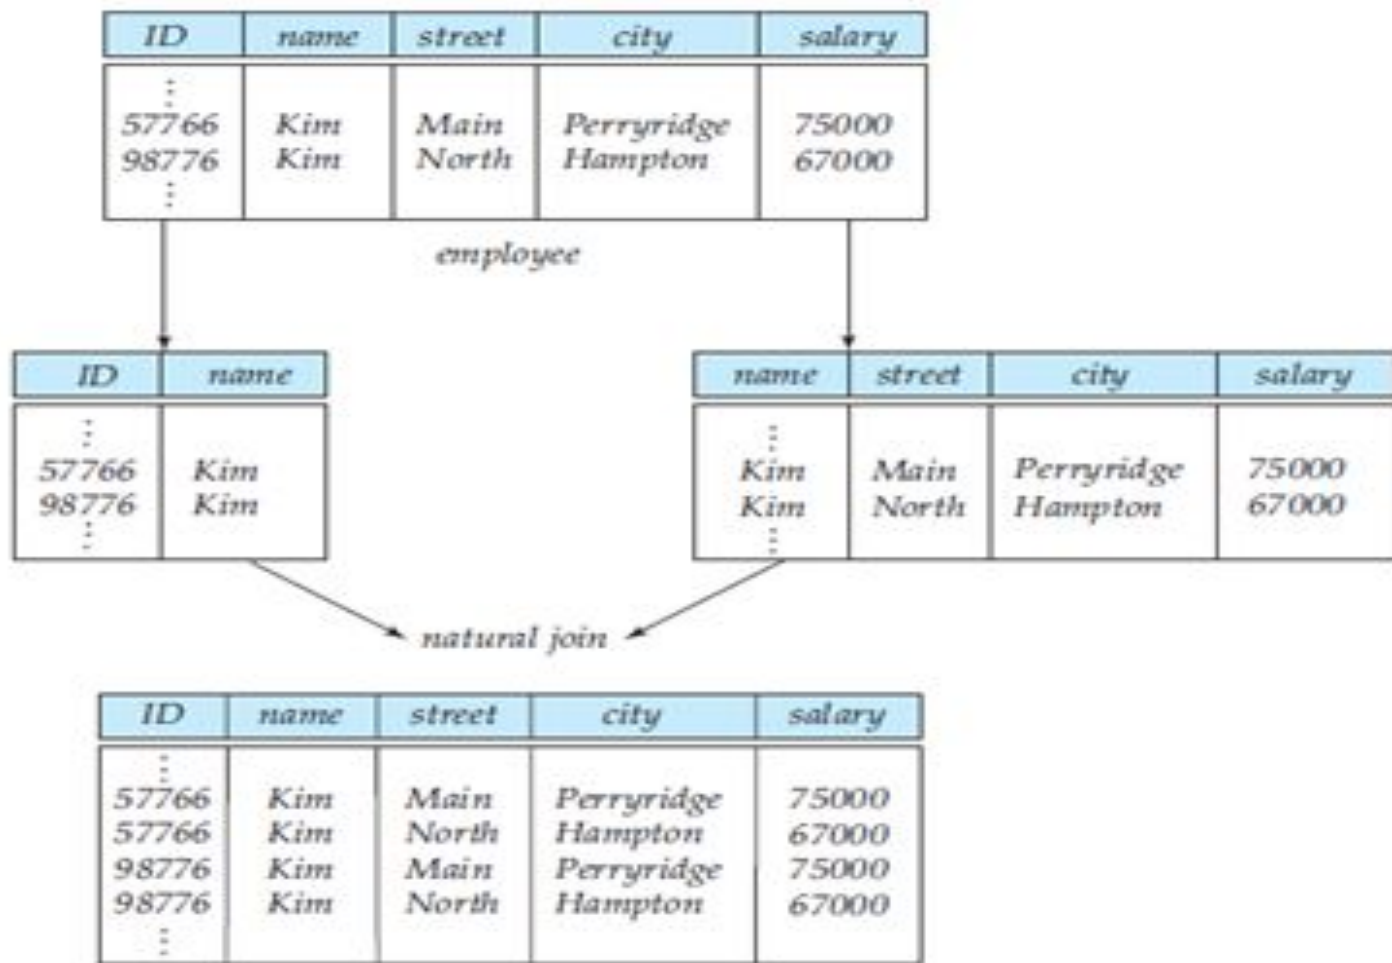 ID name street city salary
⋮
57766 Kim Main Perryridge 75000
98776 Kim North Hampton 67000
⋮
employee
ID name
⋮
57766 Kim
98776 Kim
⋮
name street city salary
⋮
Kim Main Perryridge 75000
Kim North Hampton 67000
⋮
natural join
ID name street city salary
⋮
57766 Kim Main Perryridge 75000
57766 Kim North Hampton 67000
98776 Kim Main Perryridge 75000
98776 Kim North Hampton 67000
⋮